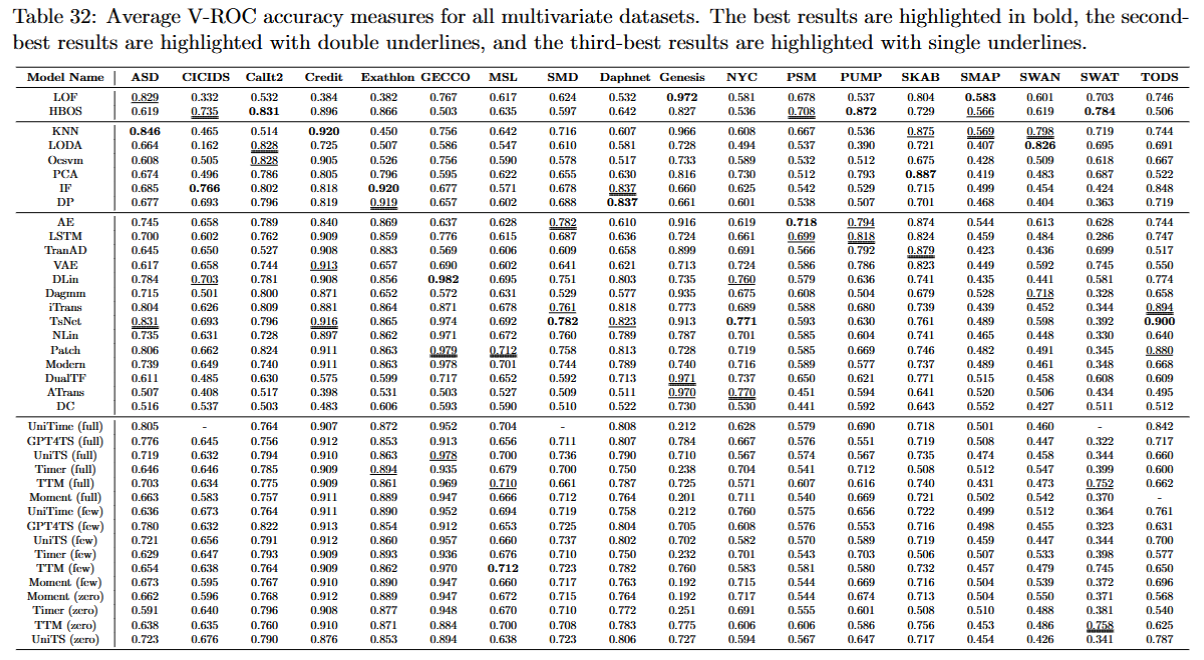 Table 32: Average V-ROC accuracy measures for all multivariate datasets. The best results are highlighted in bold, the second-
best results are highlighted with double underlines, and the third-best results are highlighted with single underlines.
Model Name ASD CICIDS CalIt2 Credit Exathlon GECCO MSL SMD Daphnet Genesis NYC PSM PUMP SKAB SMAP SWAN SWAT TODS
LOF 0.829 0.332 0.532 0.384 0.382 0.767 0.617 0.624 0.532 0.972 0.581 0.678 0.537 0.804 0.583 0.601 0.703 0.746
HBOS 0.619 0.735 0.831 0.896 0.866 0.503 0.635 0.597 0.642 0.827 0.536 0.708 0.872 0.729 0.566 0.619 0.784 0.506
KNN 0.846 0.465 0.514 0.920 0.450 0.756 0.642 0.716 0.607 0.966 0.608 0.667 0.536 0.875 0.569 0.798 0.719 0.744
LODA 0.664 0.162 0.828 0.725 0.507 0.586 0.547 0.610 0.581 0.728 0.494 0.537 0.390 0.721 0.407 0.826 0.695 0.691
Ocsvm 0.608 0.505 0.828 0.905 0.526 0.756 0.590 0.578 0.517 0.733 0.589 0.532 0.512 0.675 0.428 0.509 0.618 0.667
PCA 0.674 0.496 0.786 0.805 0.796 0.595 0.622 0.655 0.630 0.816 0.730 0.512 0.793 0.887 0.419 0.483 0.687 0.522
IF 0.685 0.766 0.802 0.818 0.920 0.677 0.571 0.678 0.837 0.660 0.625 0.542 0.529 0.715 0.499 0.454 0.424 0.848
DP 0.677 0.693 0.796 0.819 0.919 0.657 0.602 0.688 0.837 0.661 0.601 0.538 0.507 0.701 0.468 0.404 0.363 0.719
AE 0.745 0.658 0.789 0.840 0.869 0.637 0.628 0.782 0.610 0.916 0.619 0.718 0.794 0.874 0.544 0.613 0.628 0.744
LSTM 0.700 0.602 0.762 0.909 0.859 0.776 0.615 0.687 0.636 0.724 0.661 0.699 0.818 0.824 0.459 0.484 0.286 0.747
TranAD 0.645 0.650 0.527 0.908 0.883 0.569 0.606 0.609 0.658 0.899 0.691 0.566 0.792 0.879 0.423 0.436 0.699 0.517
VAE 0.617 0.658 0.744 0.913 0.657 0.690 0.602 0.641 0.621 0.713 0.724 0.586 0.786 0.823 0.449 0.592 0.745 0.550
DLin 0.784 0.703 0.781 0.908 0.856 0.982 0.695 0.751 0.803 0.735 0.760 0.579 0.636 0.741 0.435 0.441 0.581 0.774
Dagmm 0.715 0.501 0.800 0.871 0.652 0.572 0.631 0.529 0.577 0.935 0.675 0.608 0.504 0.679 0.528 0.718 0.328 0.658
iTrans 0.804 0.626 0.809 0.881 0.864 0.871 0.678 0.761 0.818 0.773 0.689 0.588 0.680 0.739 0.439 0.452 0.344 0.894
TsNet 0.831 0.693 0.796 0.916 0.865 0.974 0.692 0.782 0.823 0.913 0.771 0.593 0.630 0.761 0.489 0.598 0.392 0.900
NLin 0.735 0.631 0.728 0.897 0.862 0.971 0.672 0.760 0.789 0.787 0.701 0.585 0.604 0.741 0.465 0.448 0.330 0.640
Patch 0.806 0.662 0.824 0.911 0.863 0.979 0.712 0.758 0.813 0.728 0.719 0.585 0.669 0.746 0.482 0.491 0.345 0.880
Modern 0.739 0.649 0.740 0.911 0.863 0.978 0.701 0.744 0.789 0.740 0.716 0.589 0.577 0.737 0.489 0.461 0.348 0.668
DualTF 0.611 0.485 0.630 0.575 0.599 0.717 0.652 0.592 0.713 0.971 0.737 0.650 0.621 0.771 0.515 0.458 0.608 0.609
ATrans 0.507 0.408 0.517 0.398 0.531 0.503 0.527 0.509 0.511 0.970 0.770 0.451 0.594 0.641 0.520 0.506 0.434 0.495
DC 0.516 0.537 0.503 0.483 0.606 0.593 0.590 0.510 0.522 0.730 0.530 0.441 0.592 0.643 0.552 0.427 0.511 0.512
UniTime (full) 0.805 - 0.764 0.907 0.872 0.952 0.704 - 0.808 0.212 0.628 0.579 0.690 0.718 0.501 0.460 - 0.842
GPT4TS (full) 0.776 0.645 0.756 0.912 0.853 0.913 0.656 0.711 0.807 0.784 0.667 0.576 0.551 0.719 0.508 0.447 0.322 0.717
UniTS (full) 0.719 0.632 0.794 0.910 0.863 0.978 0.700 0.736 0.790 0.710 0.567 0.574 0.567 0.735 0.474 0.458 0.344 0.660
Timer (full) 0.646 0.646 0.785 0.909 0.894 0.935 0.679 0.700 0.750 0.238 0.704 0.541 0.712 0.508 0.512 0.547 0.399 0.600
TTM (full) 0.703 0.634 0.775 0.909 0.861 0.969 0.710 0.661 0.787 0.725 0.571 0.607 0.616 0.740 0.431 0.473 0.752 0.662
Moment (full) 0.663 0.583 0.757 0.911 0.889 0.947 0.666 0.712 0.764 0.201 0.711 0.540 0.669 0.721 0.502 0.542 0.370 -
UniTime (few) 0.636 0.673 0.764 0.911 0.890 0.952 0.694 0.719 0.758 0.212 0.760 0.575 0.656 0.722 0.499 0.512 0.364 0.761
GPT4TS (few) 0.780 0.632 0.822 0.913 0.854 0.912 0.653 0.725 0.804 0.705 0.608 0.576 0.553 0.716 0.498 0.455 0.323 0.631
UniTS (few) 0.721 0.656 0.791 0.912 0.860 0.957 0.660 0.737 0.802 0.702 0.582 0.570 0.589 0.719 0.459 0.447 0.344 0.700
Timer (few) 0.629 0.647 0.793 0.909 0.893 0.936 0.676 0.710 0.750 0.232 0.701 0.543 0.703 0.506 0.507 0.533 0.398 0.577
TTM (few) 0.654 0.638 0.764 0.909 0.862 0.970 0.712 0.723 0.782 0.760 0.583 0.581 0.580 0.732 0.457 0.479 0.745 0.650
Moment (few) 0.673 0.595 0.767 0.910 0.890 0.947 0.660 0.717 0.763 0.192 0.715 0.544 0.669 0.716 0.504 0.539 0.372 0.696
Moment (zero) 0.662 0.596 0.768 0.912 0.889 0.947 0.672 0.715 0.764 0.192 0.717 0.544 0.674 0.713 0.504 0.550 0.371 0.568
Timer (zero) 0.591 0.640 0.796 0.908 0.877 0.948 0.670 0.710 0.772 0.251 0.691 0.555 0.601 0.508 0.510 0.488 0.381 0.540
TTM (zero) 0.638 0.635 0.760 0.910 0.871 0.884 0.700 0.708 0.783 0.775 0.606 0.606 0.586 0.756 0.453 0.486 0.758 0.625
UniTS (zero) 0.723 0.676 0.790 0.876 0.853 0.894 0.638 0.723 0.806 0.727 0.594 0.567 0.647 0.717 0.454 0.426 0.341 0.787